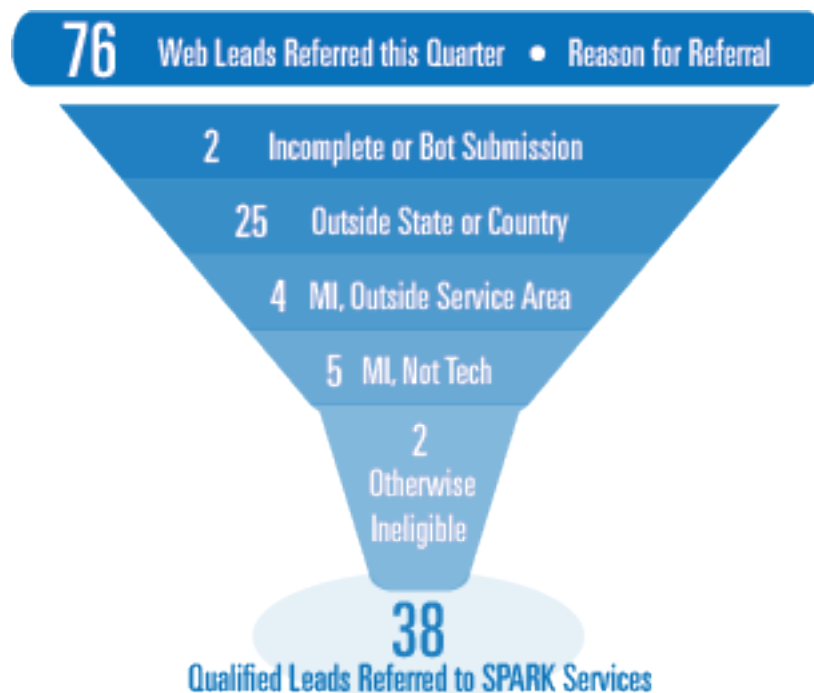 76 Web Leads Referred this Quarter • Reason for Referral
2 Incomplete or Bot Submission
25 Outside State or Country
4 MI, Outside Service Area
5 MI, Not Tech
2
Otherwise
Ineligible
38
Qualified Leads Referred to SPARK Services